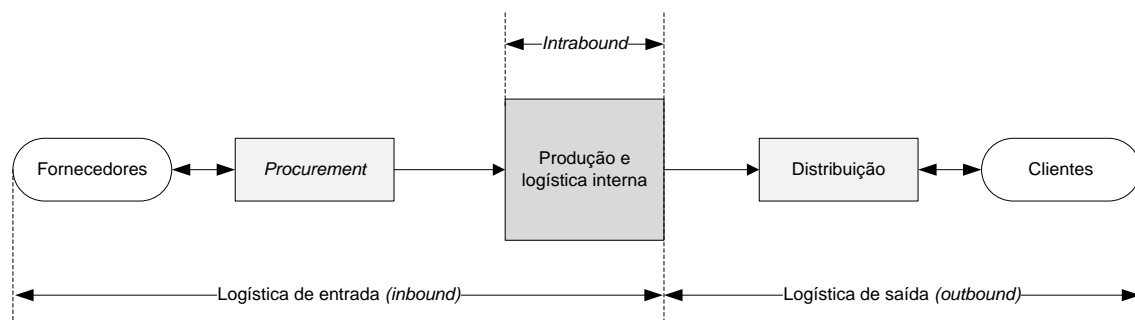 Intrabound
Fornecedores
Procurement
Produção e
logística interna
Distribuição
Clientes
Logística de entrada (inbound)
Logística de saída (outbound)